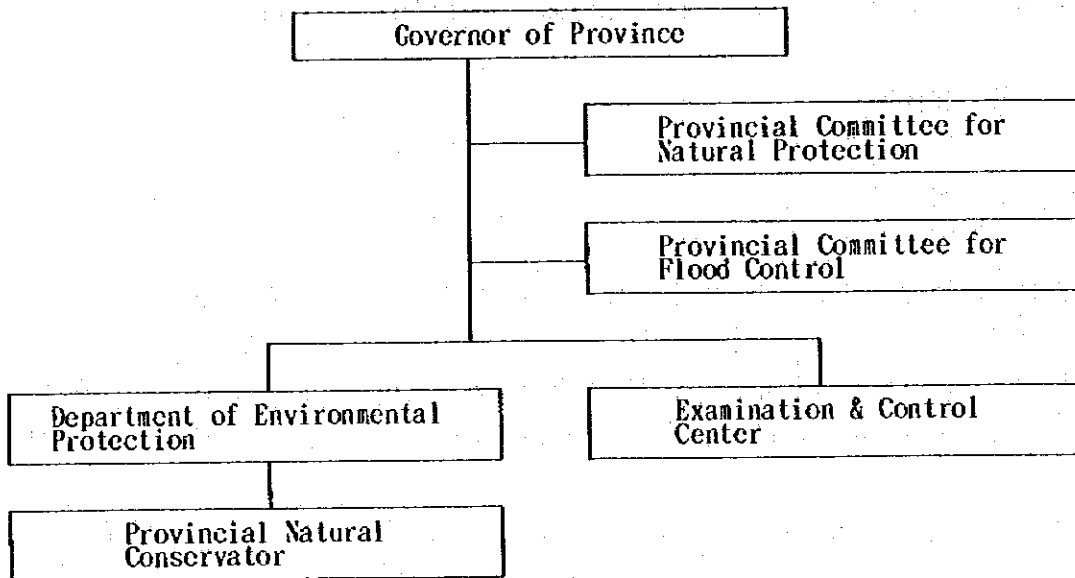 Governor of Province
Provincial Committee for
Natural Protection
Provincial Committee for
Flood Control
Department of Environmental
Protection
Examination & Control
Center
Provincial Natural
Conservator